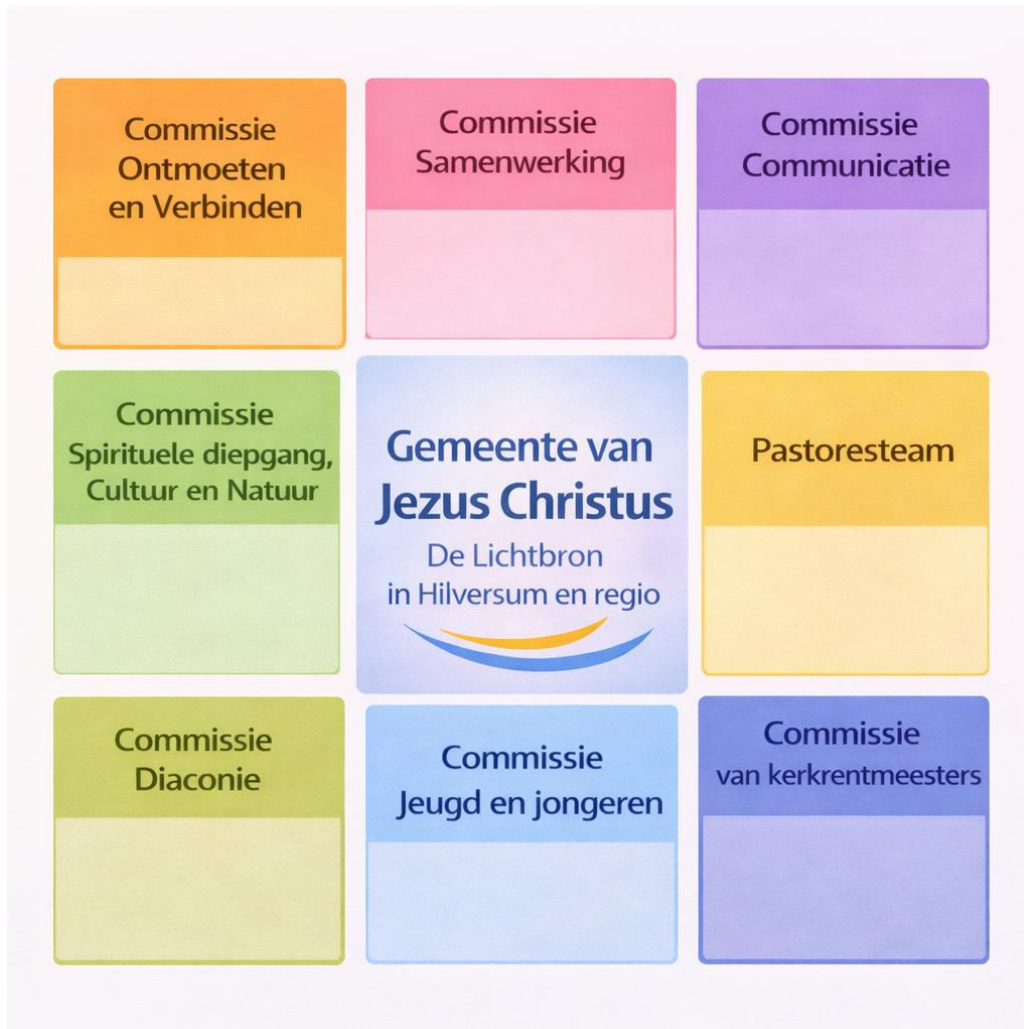 Commissie
Ontmoeten
en Verbinden
Commissie
Samenwerking
Commissie
Communicatie
Commissie
Spirituele diepgang,
Cultuur en Natuur
Gemeente van
Jezus Christus
De Lichtbron
in Hilversum en regio
Pastoresteam
Commissie
Diaconie
Commissie
Jeugd en jongeren
Commissie
van kerkrentmeesters